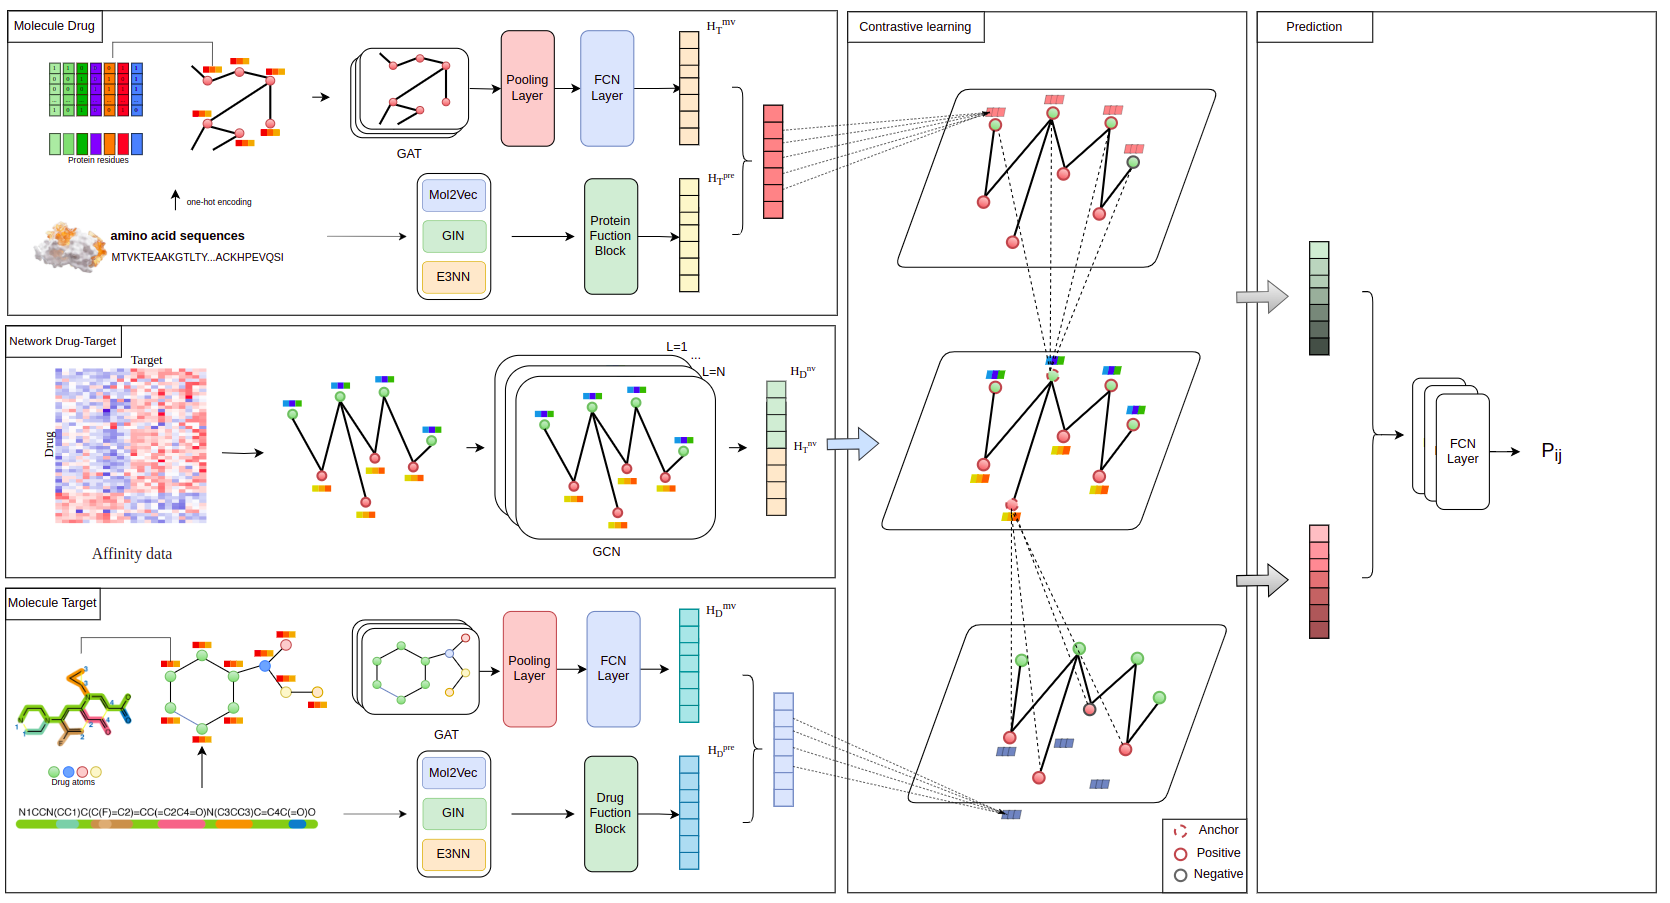 Molecule Drug
Protein residues
one-hot encoding
amino acid sequences
MTVKTEAAKGTLTY...ACKHPEVQSI
GAT
Pooling
Layer
FCN
Layer
H_T^mv
Mol2Vec
GIN
E3NN
Protein
Fuction
Block
H_T^pre
Network Drug-Target
Target
Drug
Affinity data
L=1
...
L=N
GCN
H_D^nv
H_T^nv
Molecule Target
Drug atoms
N1CCN(CC1)C(C(F)=C2)=CC(=C2C4=O)N(C3CC3)C=C4C(=O)O
GAT
Pooling
Layer
FCN
Layer
H_D^mv
Mol2Vec
GIN
E3NN
Drug
Fuction
Block
H_D^pre
Contrastive learning
Anchor
Positive
Negative
Prediction
FCN
Layer
P_ij